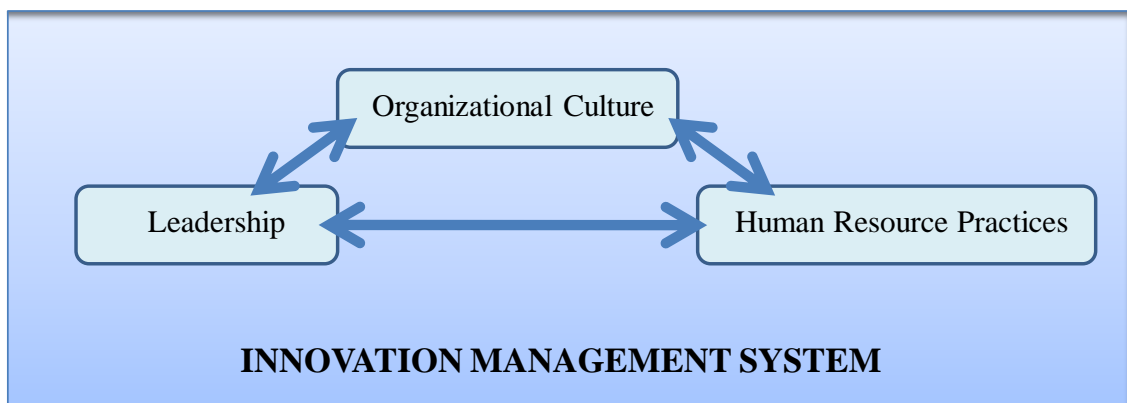 Organizational Culture
Leadership
Human Resource Practices
INNOVATION MANAGEMENT SYSTEM